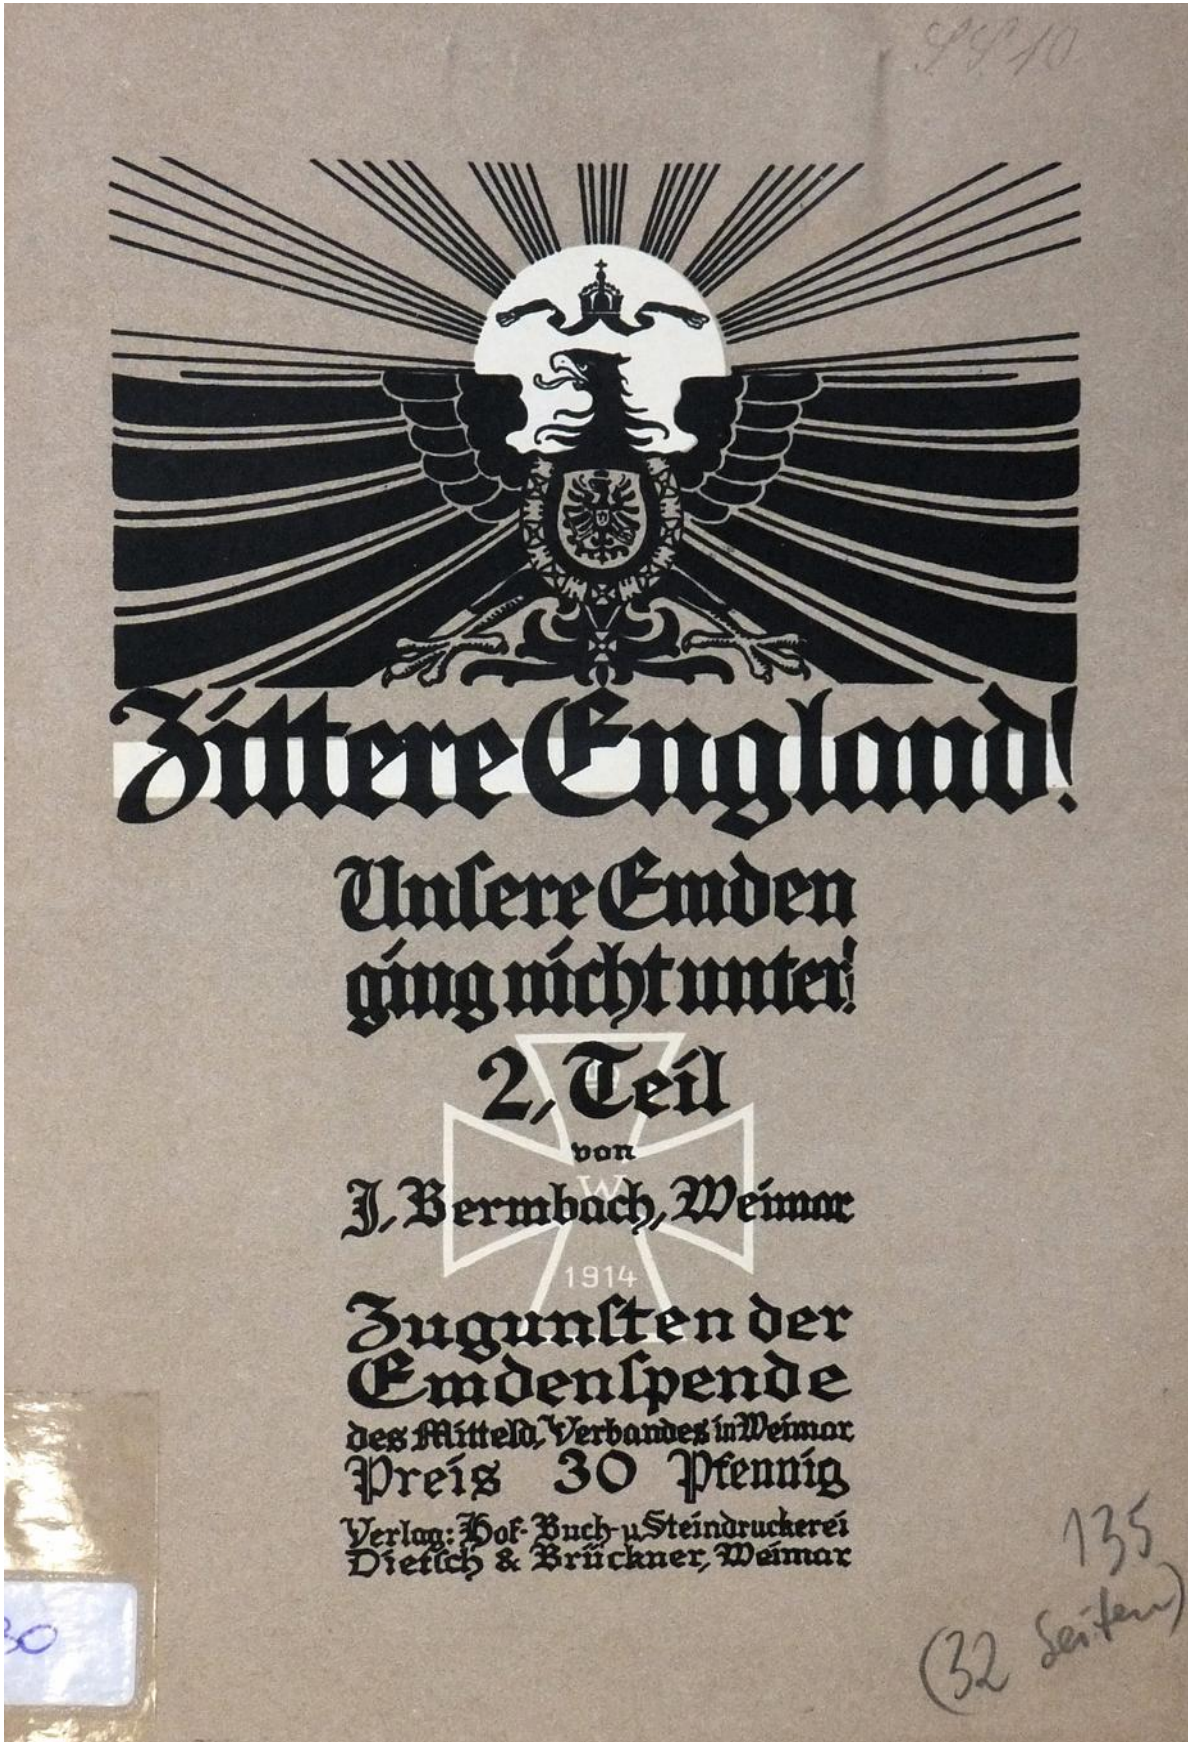 Zittere England!
Unſere Emden
ging nicht unter!
2, Teil
von
W
J, Bermbach, Weimar
1914
Zugunſten der
Emdenſpende
des Mitteld, Verbandes in Weimar
Preis 30 Pfennig
Verlag: Hof- Buch- u, Steindruckerei
Dietſch & Brückner, Weimar
135
(32 Seiten)
30